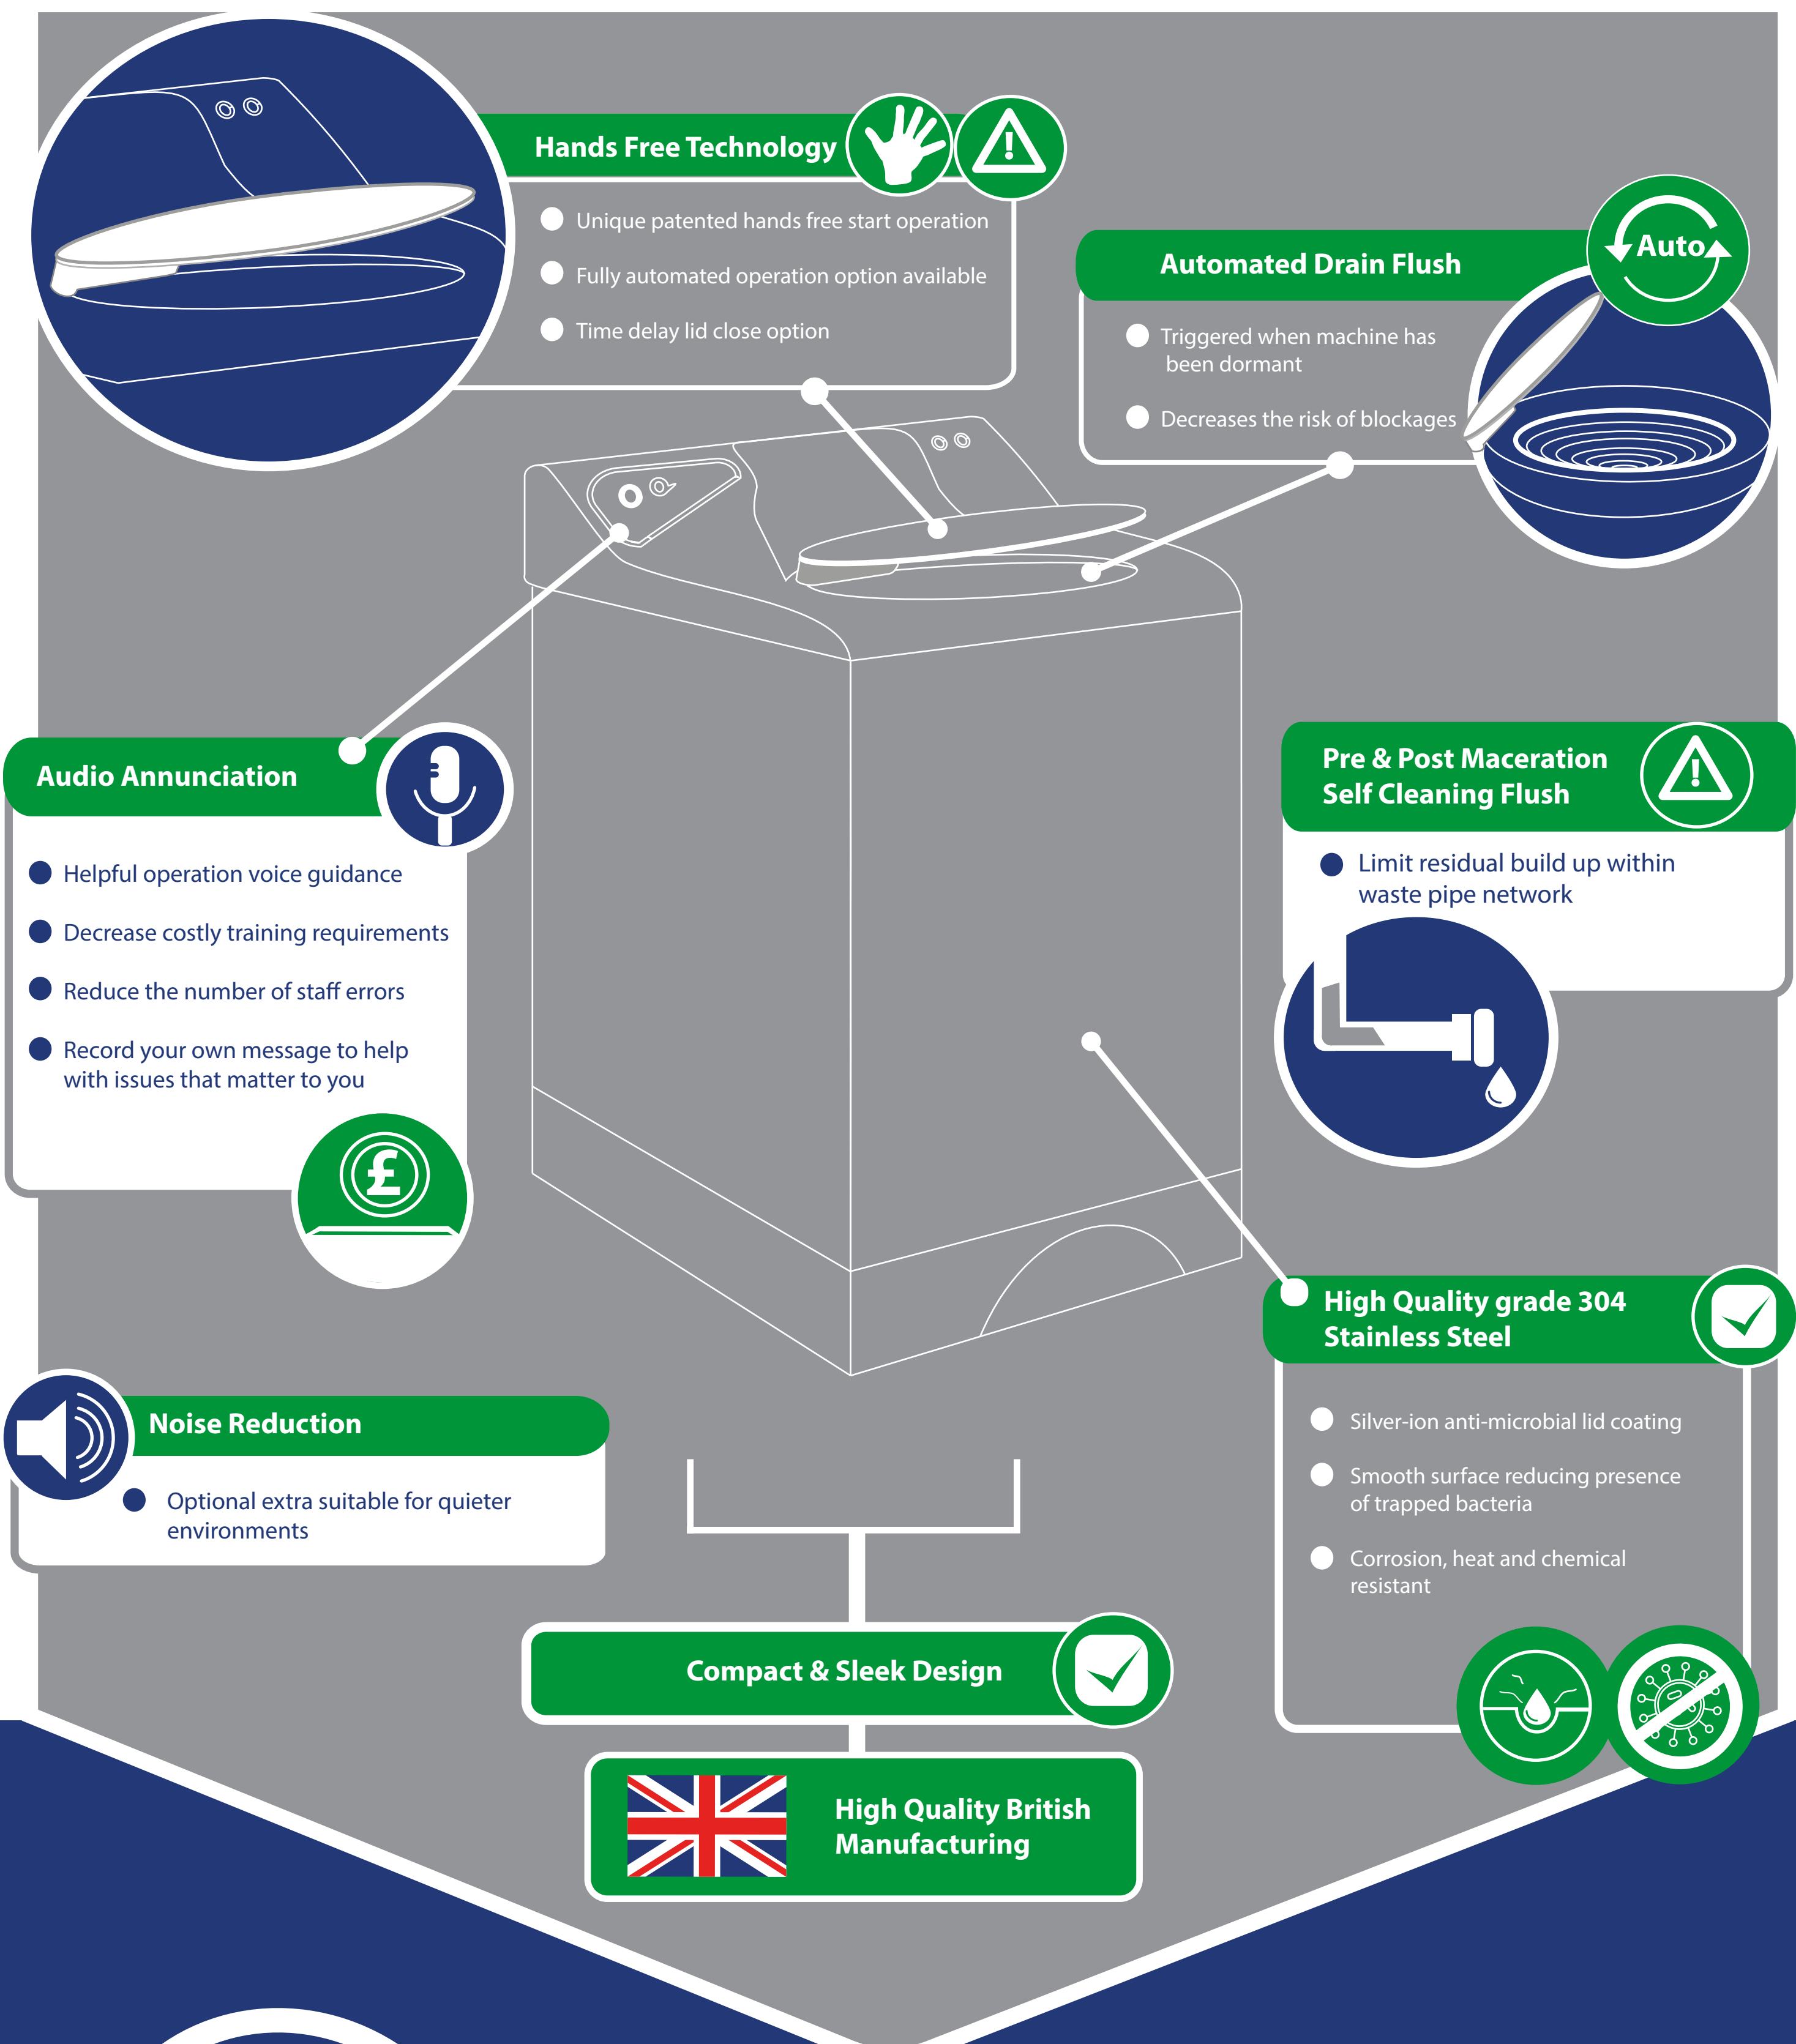 Hands Free Technology
Unique patented hands free start operation
Fully automated operation option available
Time delay lid close option
Auto
Automated Drain Flush
Triggered when machine has
been dormant
Decreases the risk of blockages
Audio Annunciation
Helpful operation voice guidance
Decrease costly training requirements
Reduce the number of staff errors
Record your own message to help
with issues that matter to you
£
Pre & Post Maceration
Self Cleaning Flush
Limit residual build up within
waste pipe network
High Quality grade 304
Stainless Steel
Silver-ion anti-microbial lid coating
Smooth surface reducing presence
of trapped bacteria
Corrosion, heat and chemical
resistant
Noise Reduction
Optional extra suitable for quieter
environments
Compact & Sleek Design
High Quality British
Manufacturing